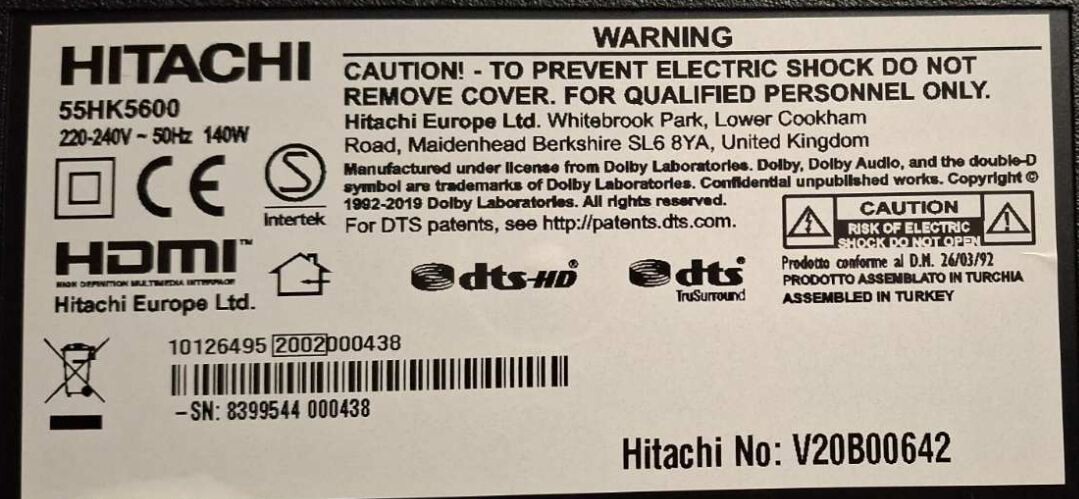 HITACHI
55HK5600
220-240V ~ 50Hz 140W
Intertek
HDMI™
HIGH DEFINITION MULTIMEDIA INTERFACE
Hitachi Europe Ltd.
WARNING
CAUTION! - TO PREVENT ELECTRIC SHOCK DO NOT
REMOVE COVER. FOR QUALIFIED PERSONNEL ONLY.
Hitachi Europe Ltd. Whitebrook Park, Lower Cookham
Road, Maidenhead Berkshire SL6 8YA, United Kingdom
Manufactured under license from Dolby Laboratories. Dolby, Dolby Audio, and the double-D
symbol are trademarks of Dolby Laboratories. Confidential unpublished works. Copyright ©
1992-2019 Dolby Laboratories. All rights reserved.
For DTS patents, see http://patents.dts.com.
CAUTION
RISK OF ELECTRIC
SHOCK DO NOT OPEN
dts-HD®
dts®
TruSurround
Prodotto conforme al D.M. 26/03/92
PRODOTTO ASSEMBLATO IN TURCHIA
ASSEMBLED IN TURKEY
10126495 2002000438
-SN: 8399544 000438
Hitachi No: V20B00642